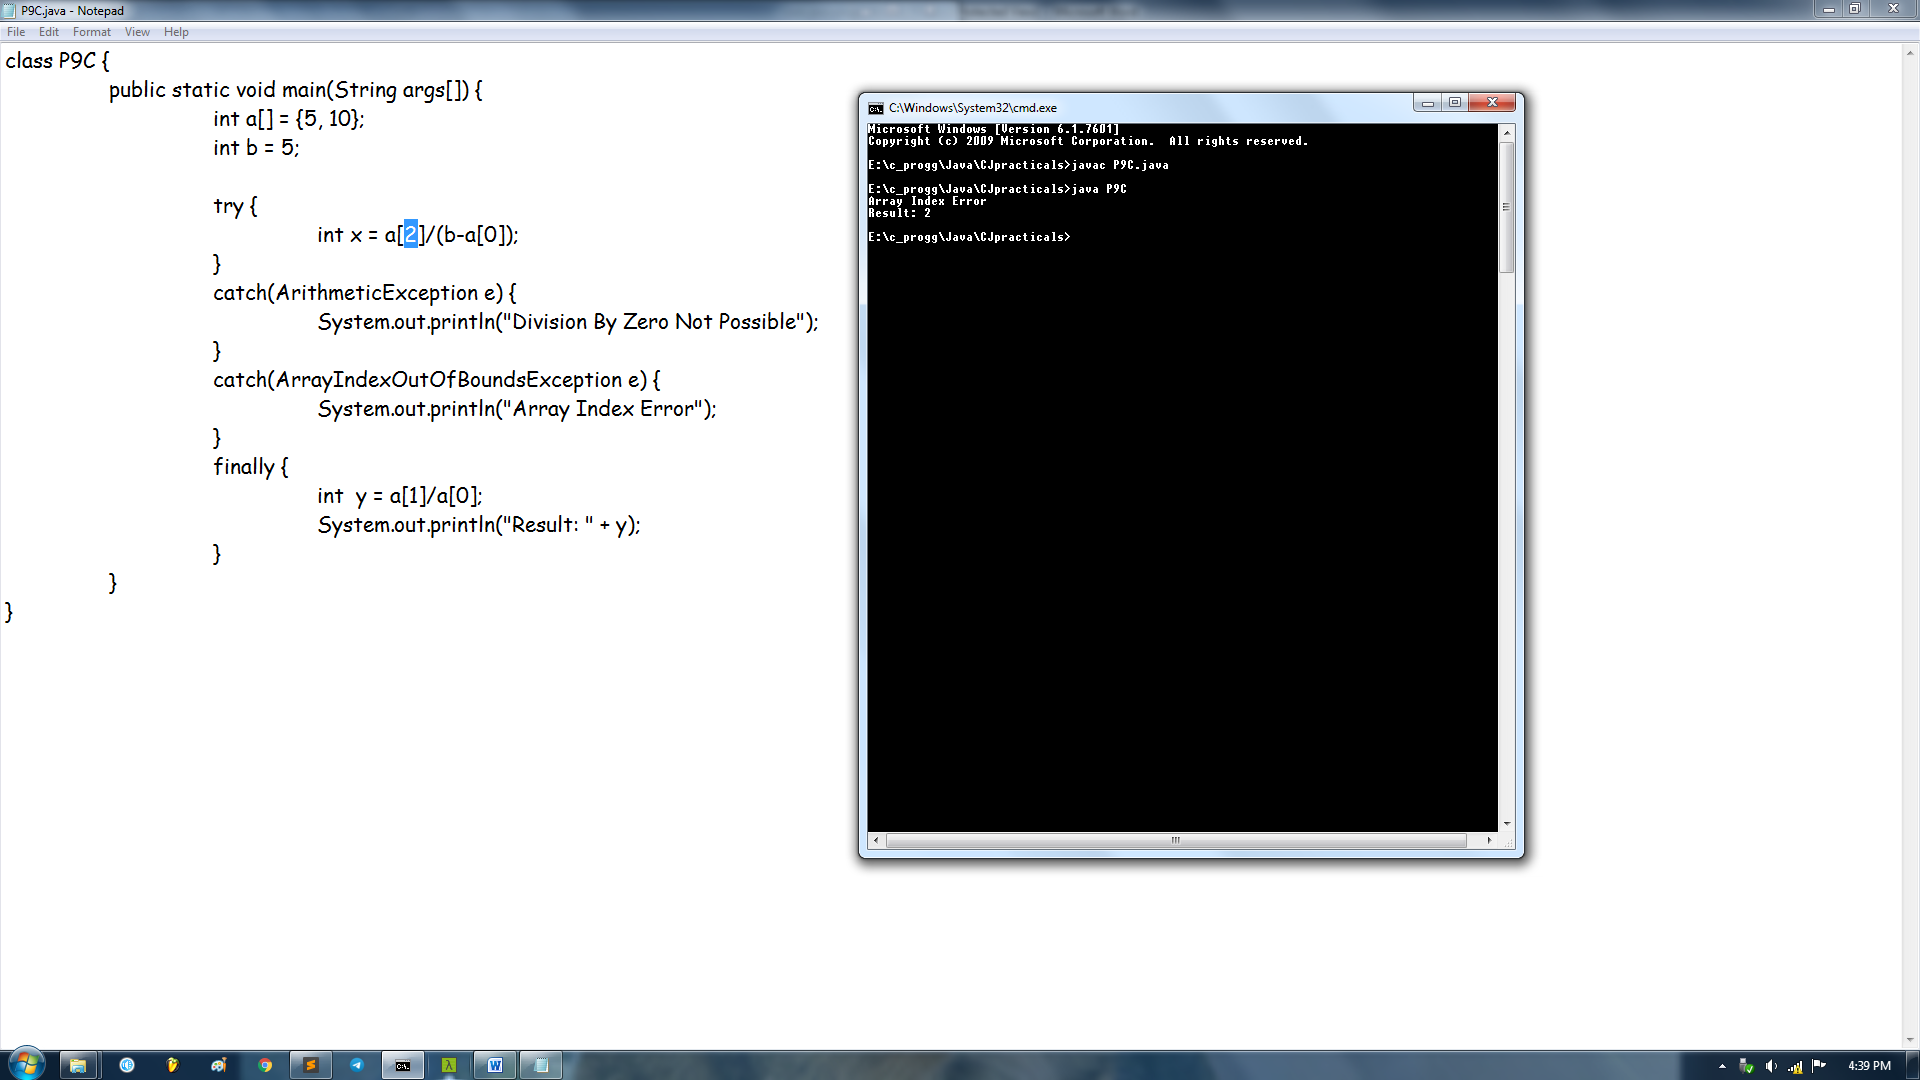 P9C.java - Notepad
File Edit Format View Help
class P9C {
public static void main(String args[]) {
int a[] = {5, 10};
int b = 5;
try {
int x = a[2]/(b-a[0]);
}
catch(ArithmeticException e) {
System.out.println("Division By Zero Not Possible");
}
catch(ArrayIndexOutOfBoundsException e) {
System.out.println("Array Index Error");
}
finally {
int  y = a[1]/a[0];
System.out.println("Result: " + y);
}
}
}
C:\Windows\System32\cmd.exe
Microsoft Windows [Version 6.1.7601]
Copyright (c) 2009 Microsoft Corporation.  All rights reserved.
E:\c_progg\Java\CJpracticals>javac P9C.java
E:\c_progg\Java\CJpracticals>java P9C
Array Index Error
Result: 2
E:\c_progg\Java\CJpracticals>
4:39 PM